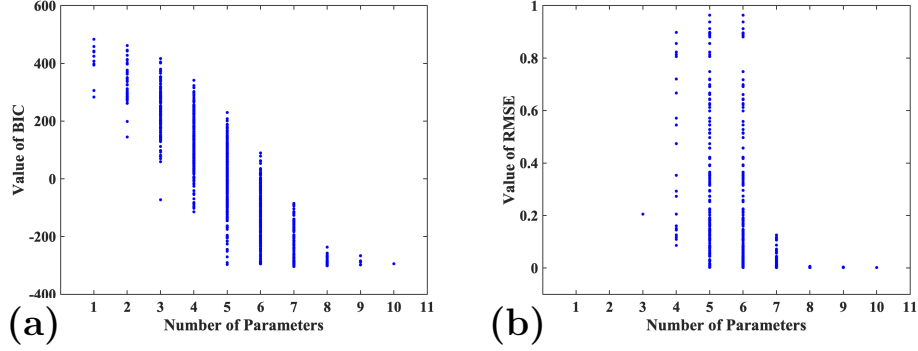 600
400
200
0
-200
-400
Value of BIC
1 2 3 4 5 6 7 8 9 10 11
Number of Parameters
(a)
1
0.8
0.6
0.4
0.2
0
Value of RMSE
1 2 3 4 5 6 7 8 9 10 11
Number of Parameters
(b)